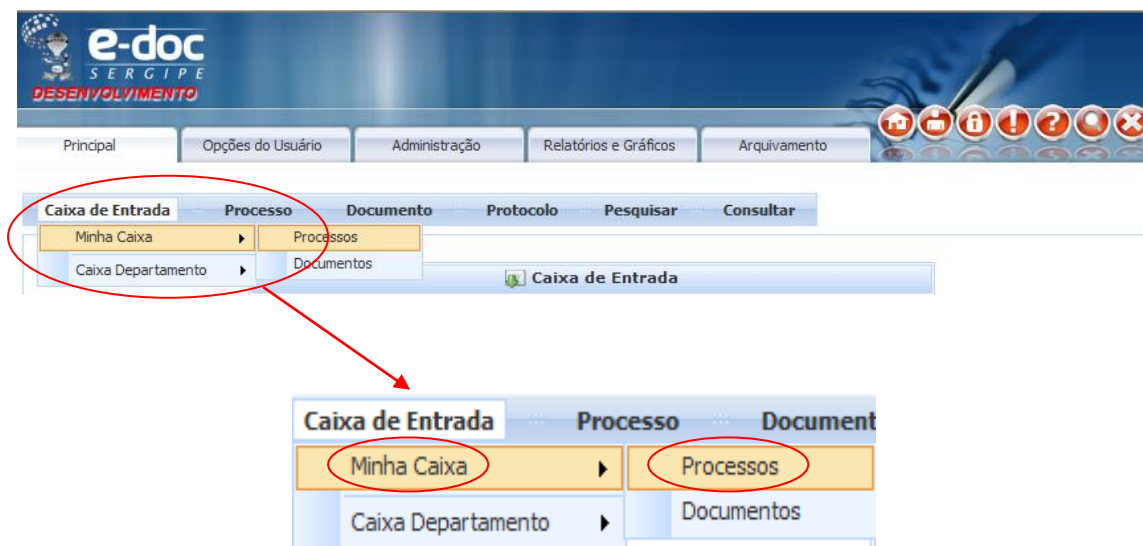 e-doc
SERGIPE
DESENVOLVIMENTO
Principal Opções do Usuário Administração Relatórios e Gráficos Arquivamento
Caixa de Entrada Processo Documento Protocolo Pesquisar Consultar
Minha Caixa Processos
Caixa Departamento Documentos
Caixa de Entrada
Caixa de Entrada Processo Document
Minha Caixa Processos
Caixa Departamento Documentos